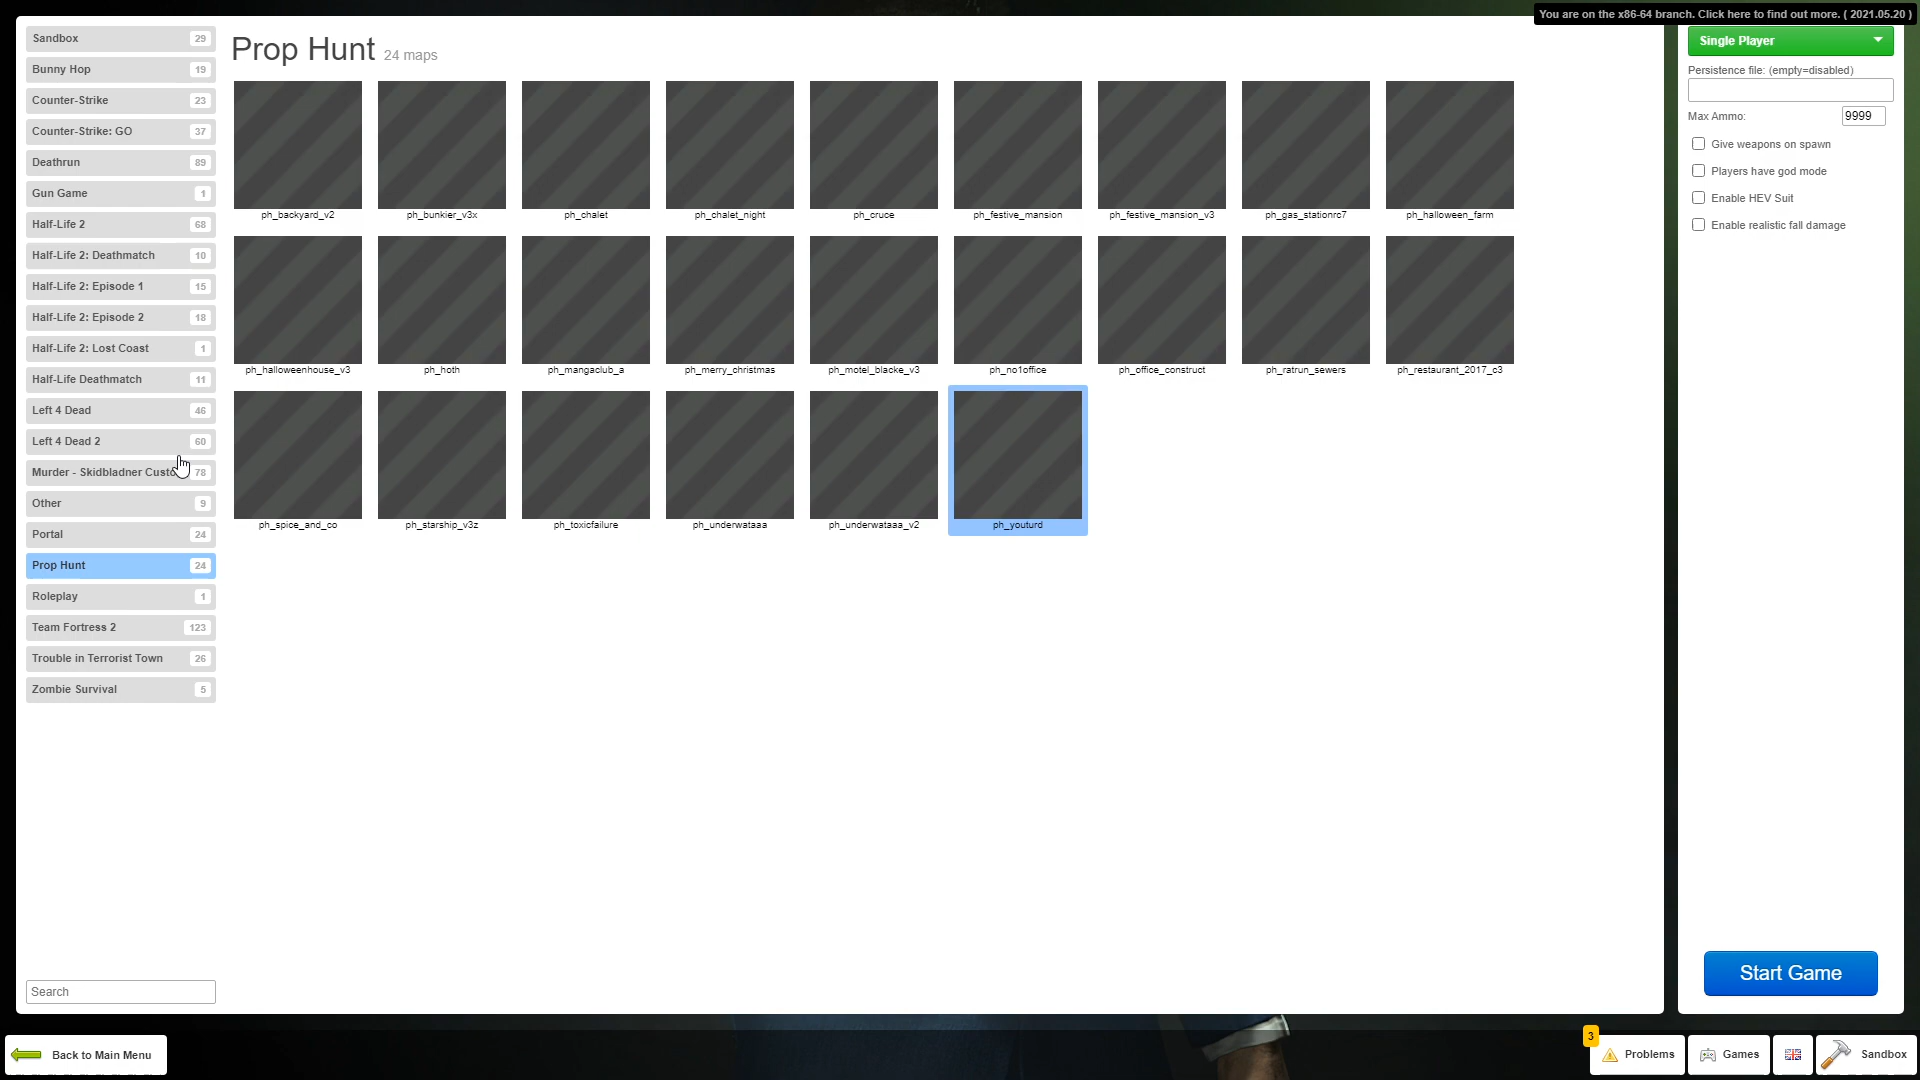 You are on the x86-64 branch. Click here to find out more. ( 2021.05.20 )
Sandbox 29
Bunny Hop 19
Counter-Strike 23
Counter-Strike: GO 37
Deathrun 89
Gun Game 1
Half-Life 2 68
Half-Life 2: Deathmatch 10
Half-Life 2: Episode 1 15
Half-Life 2: Episode 2 18
Half-Life 2: Lost Coast 1
Half-Life Deathmatch 11
Left 4 Dead 46
Left 4 Dead 2 60
Murder - Skidbladner Custo 78
Other 9
Portal 24
Prop Hunt 24
Roleplay 1
Team Fortress 2 123
Trouble in Terrorist Town 26
Zombie Survival 5
Search
Prop Hunt 24 maps
ph_backyard_v2 ph_bunkier_v3x ph_chalet ph_chalet_night ph_cruce ph_festive_mansion ph_festive_mansion_v3 ph_gas_stationrc7 ph_halloween_farm
ph_halloweenhouse_v3 ph_hoth ph_mangaclub_a ph_merry_christmas ph_motel_blacke_v3 ph_no1office ph_office_construct ph_ratrun_sewers ph_restaurant_2017_c3
ph_spice_and_co ph_starship_v3z ph_toxicfailure ph_underwataaa ph_underwataaa_v2 ph_youturd
Single Player
Persistence file: (empty=disabled)
Max Ammo: 9999
Give weapons on spawn
Players have god mode
Enable HEV Suit
Enable realistic fall damage
Start Game
Back to Main Menu
3
Problems
Games
Sandbox